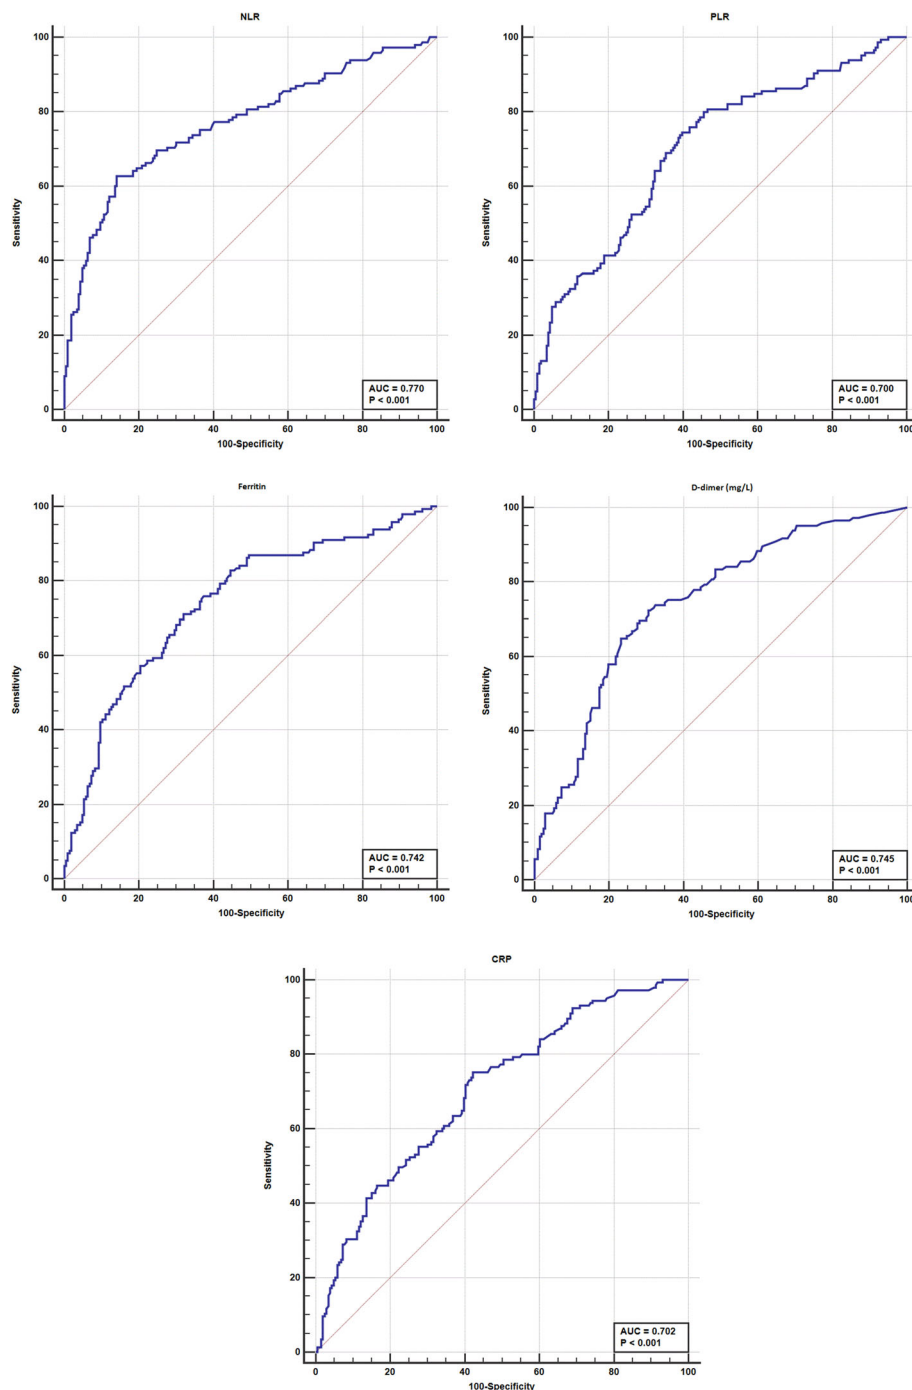 NLR
100
80
60
40
20
0
Sensitivity
AUC = 0.770
P < 0.001
0 20 40 60 80 100
100-Specificity
PLR
100
80
60
40
20
0
Sensitivity
AUC = 0.700
P < 0.001
0 20 40 60 80 100
100-Specificity
Ferritin
100
80
60
40
20
0
Sensitivity
AUC = 0.742
P < 0.001
0 20 40 60 80 100
100-Specificity
D-dimer (mg/L)
100
80
60
40
20
0
Sensitivity
AUC = 0.745
P < 0.001
0 20 40 60 80 100
100-Specificity
CRP
100
80
60
40
20
0
Sensitivity
AUC = 0.702
P < 0.001
0 20 40 60 80 100
100-Specificity